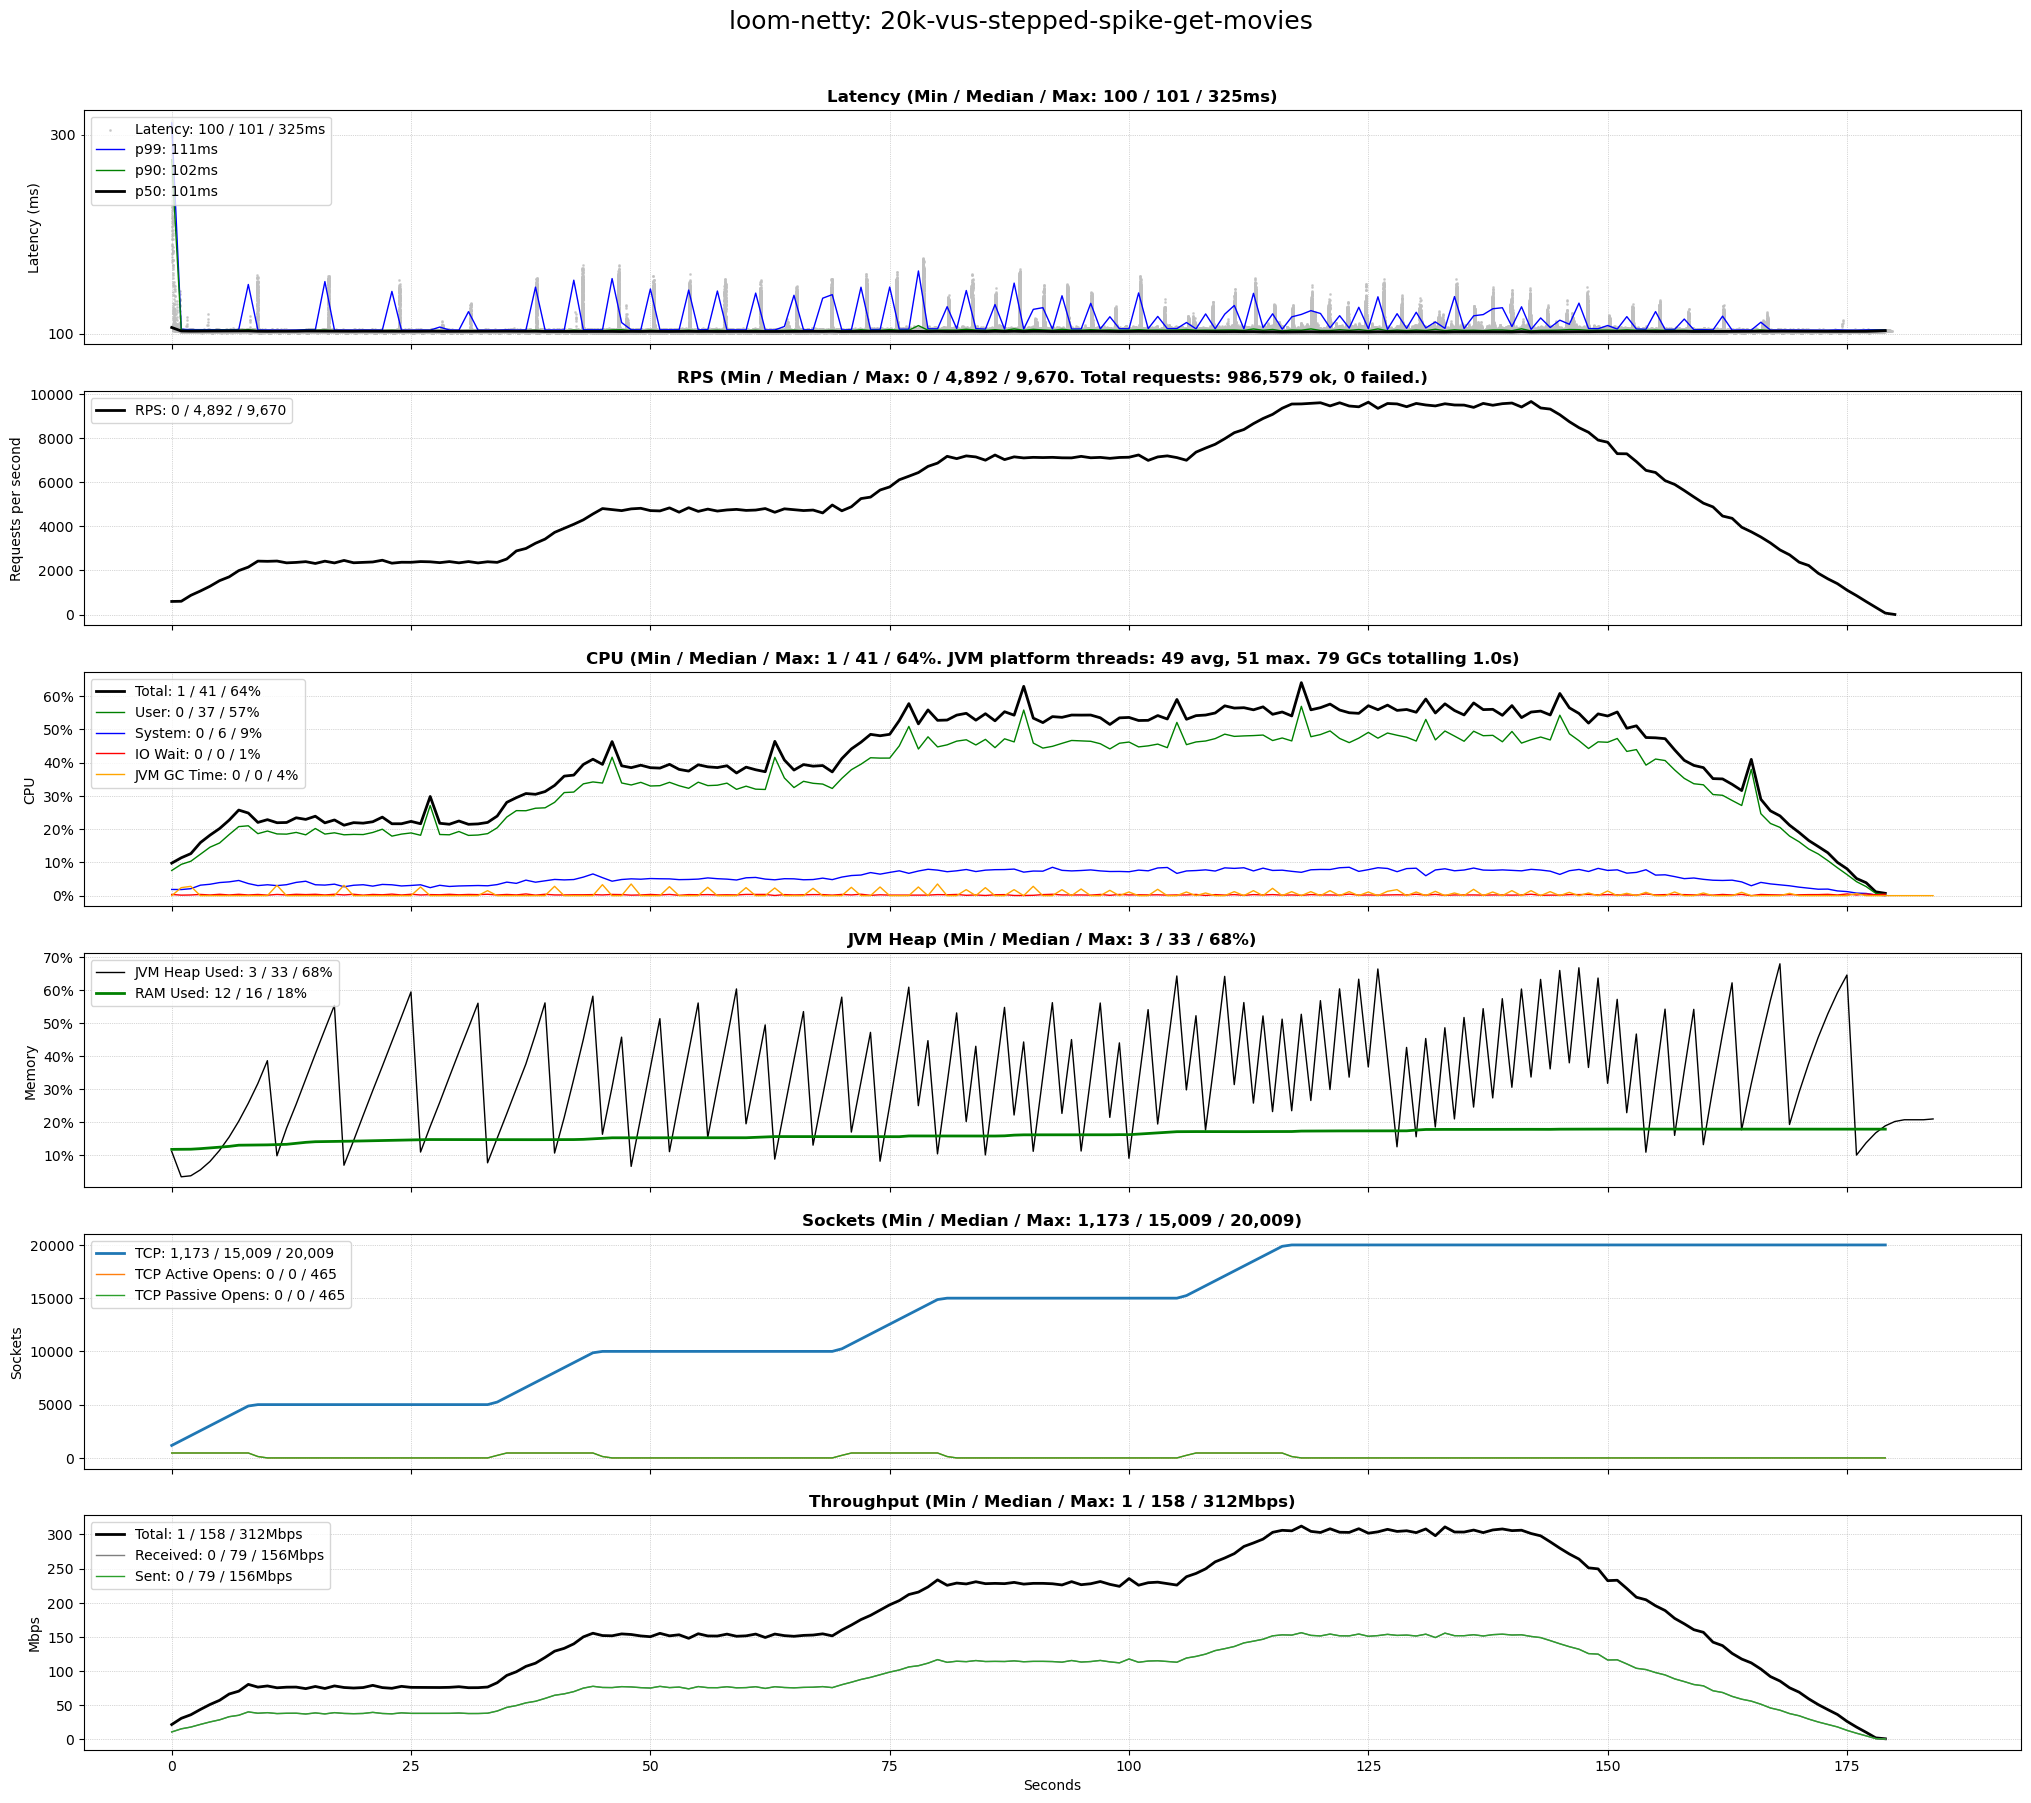 loom-netty: 20k-vus-stepped-spike-get-movies
Latency (Min / Median / Max: 100 / 101 / 325ms)
Latency: 100 / 101 / 325ms
p99: 111ms
p90: 102ms
p50: 101ms
300
100
Latency (ms)
RPS (Min / Median / Max: 0 / 4,892 / 9,670. Total requests: 986,579 ok, 0 failed.)
RPS: 0 / 4,892 / 9,670
10000
8000
6000
4000
2000
0
Requests per second
CPU (Min / Median / Max: 1 / 41 / 64%. JVM platform threads: 49 avg, 51 max. 79 GCs totalling 1.0s)
Total: 1 / 41 / 64%
User: 0 / 37 / 57%
System: 0 / 6 / 9%
IO Wait: 0 / 0 / 1%
JVM GC Time: 0 / 0 / 4%
60%
50%
40%
30%
20%
10%
0%
CPU
JVM Heap (Min / Median / Max: 3 / 33 / 68%)
JVM Heap Used: 3 / 33 / 68%
RAM Used: 12 / 16 / 18%
70%
60%
50%
40%
30%
20%
10%
Memory
Sockets (Min / Median / Max: 1,173 / 15,009 / 20,009)
TCP: 1,173 / 15,009 / 20,009
TCP Active Opens: 0 / 0 / 465
TCP Passive Opens: 0 / 0 / 465
20000
15000
10000
5000
0
Sockets
Throughput (Min / Median / Max: 1 / 158 / 312Mbps)
Total: 1 / 158 / 312Mbps
Received: 0 / 79 / 156Mbps
Sent: 0 / 79 / 156Mbps
300
250
200
150
100
50
0
Mbps
0 25 50 75 100 125 150 175
Seconds